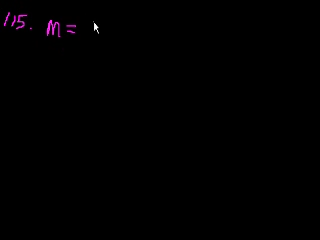 115. m =